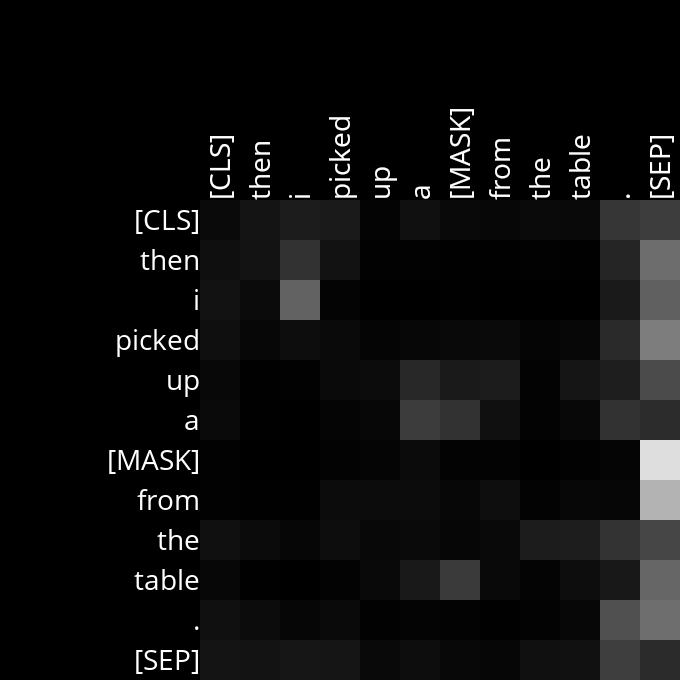 [CLS] then i picked up a [MASK] from the table . [SEP]
[CLS]
then
i
picked
up
a
[MASK]
from
the
table
.
[SEP]